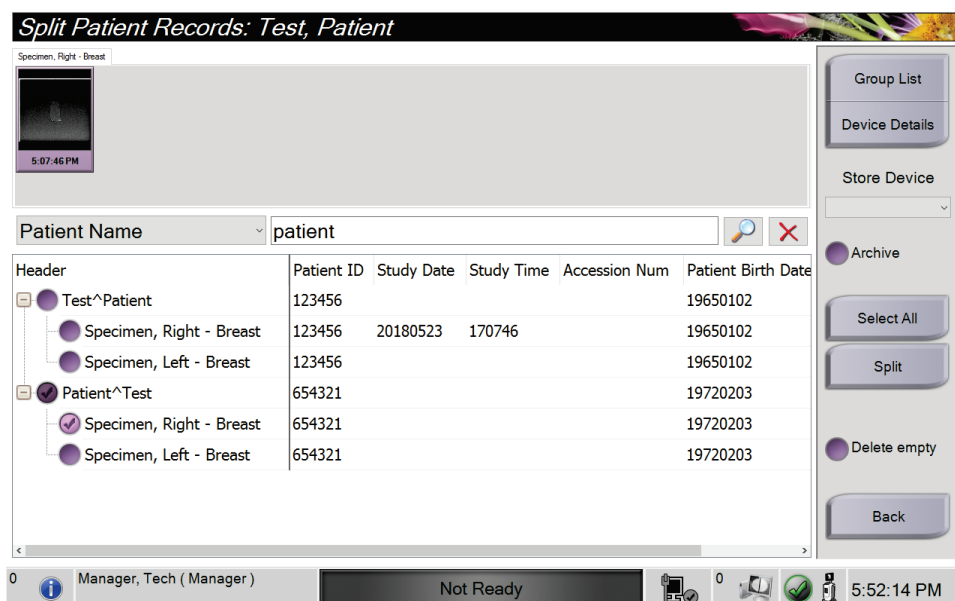 Split Patient Records: Test, Patient
Specimen, Right - Breast
5:07:46 PM
Group List
Device Details
Store Device
Archive
Select All
Split
Delete empty
Back
Patient Name patient
Header Patient ID Study Date Study Time Accession Num Patient Birth Date
Test^Patient 123456 19650102
Specimen, Right - Breast 123456 20180523 170746 19650102
Specimen, Left - Breast 123456 19650102
Patient^Test 654321 19720203
Specimen, Right - Breast 654321 19720203
Specimen, Left - Breast 654321 19720203
0 Manager, Tech ( Manager ) Not Ready 0 5:52:14 PM